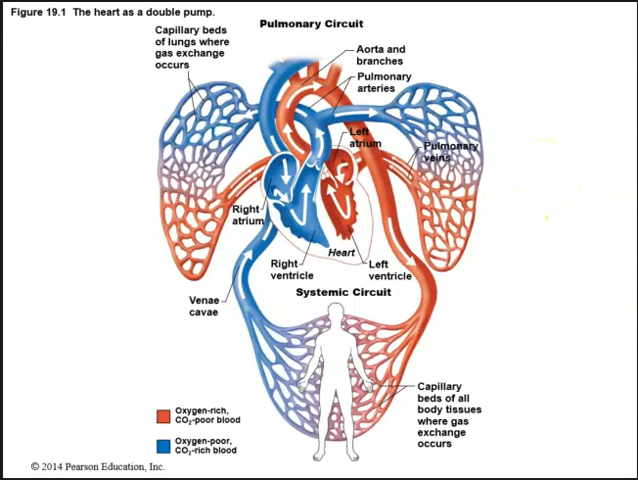 Figure 19.1 The heart as a double pump.
Pulmonary Circuit
Capillary beds
of lungs where
gas exchange
occurs
Aorta and
branches
Pulmonary
arteries
Left
atrium
Pulmonary
veins
Right
atrium
Heart
Right
ventricle
Left
ventricle
Systemic Circuit
Venae
cavae
Capillary
beds of all
body tissues
where gas
exchange
occurs
Oxygen-rich,
CO₂-poor blood
Oxygen-poor,
CO₂-rich blood
© 2014 Pearson Education, Inc.